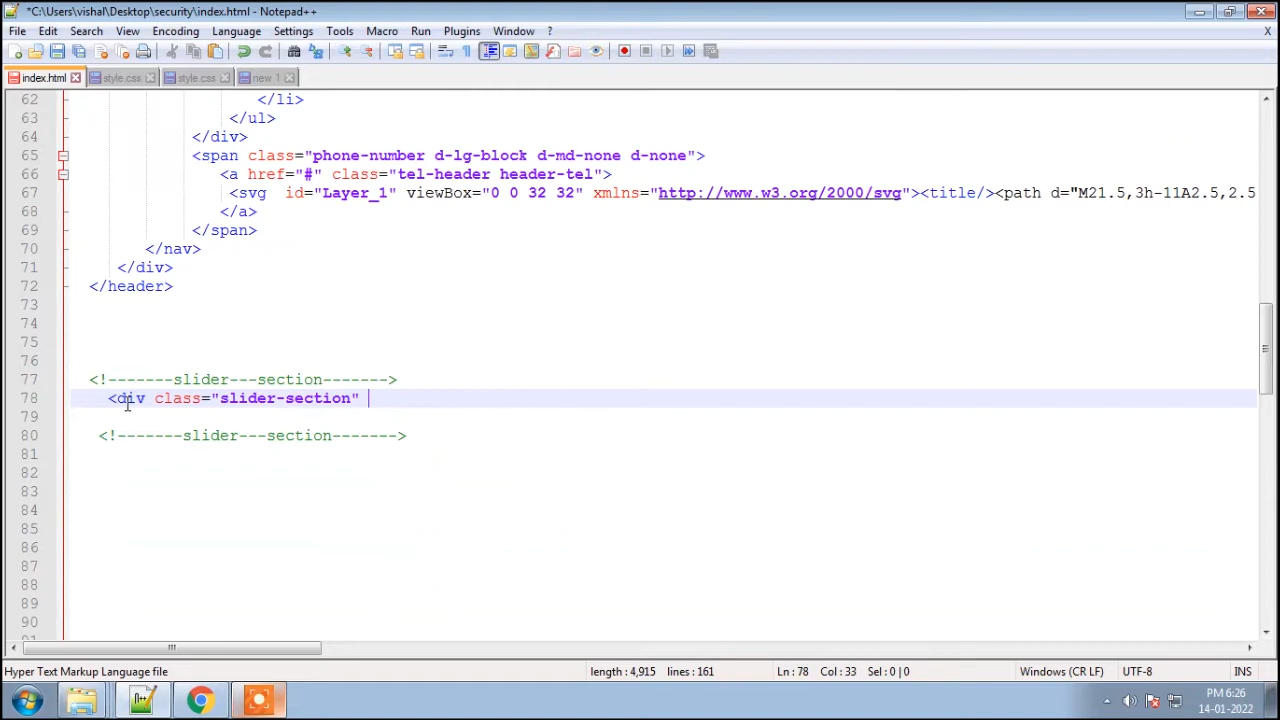 *C:\Users\vishal\Desktop\security\index.html - Notepad++
File Edit Search View Encoding Language Settings Tools Macro Run Plugins Window ? X
index.html style.css style.css new 1
62 </li>
63 </ul>
64 </div>
65 <span class="phone-number d-lg-block d-md-none d-none">
66 <a href="#" class="tel-header header-tel">
67 <svg id="Layer_1" viewBox="0 0 32 32" xmlns="http://www.w3.org/2000/svg"><title/><path d="M21.5,3h-11A2.5,2.5
68 </a>
69 </span>
70 </nav>
71 </div>
72 </header>
73
74
75
76
77 <!-------slider---section------->
78 <div class="slider-section"
79
80 <!-------slider---section------->
81
82
83
84
85
86
87
88
89
90
Hyper Text Markup Language file length : 4,915 lines : 161 Ln : 78 Col : 33 Sel : 0 | 0 Windows (CR LF) UTF-8 INS
PM 6:26
14-01-2022